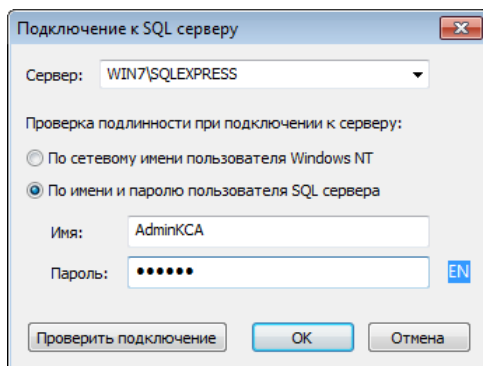 Подключение к SQL серверу
Сервер: WIN7\SQLEXPRESS
Проверка подлинности при подключении к серверу:
По сетевому имени пользователя Windows NT
По имени и паролю пользователя SQL сервера
Имя: AdminKCA
Пароль: ●●●●●● EN
Проверить подключение ОК Отмена